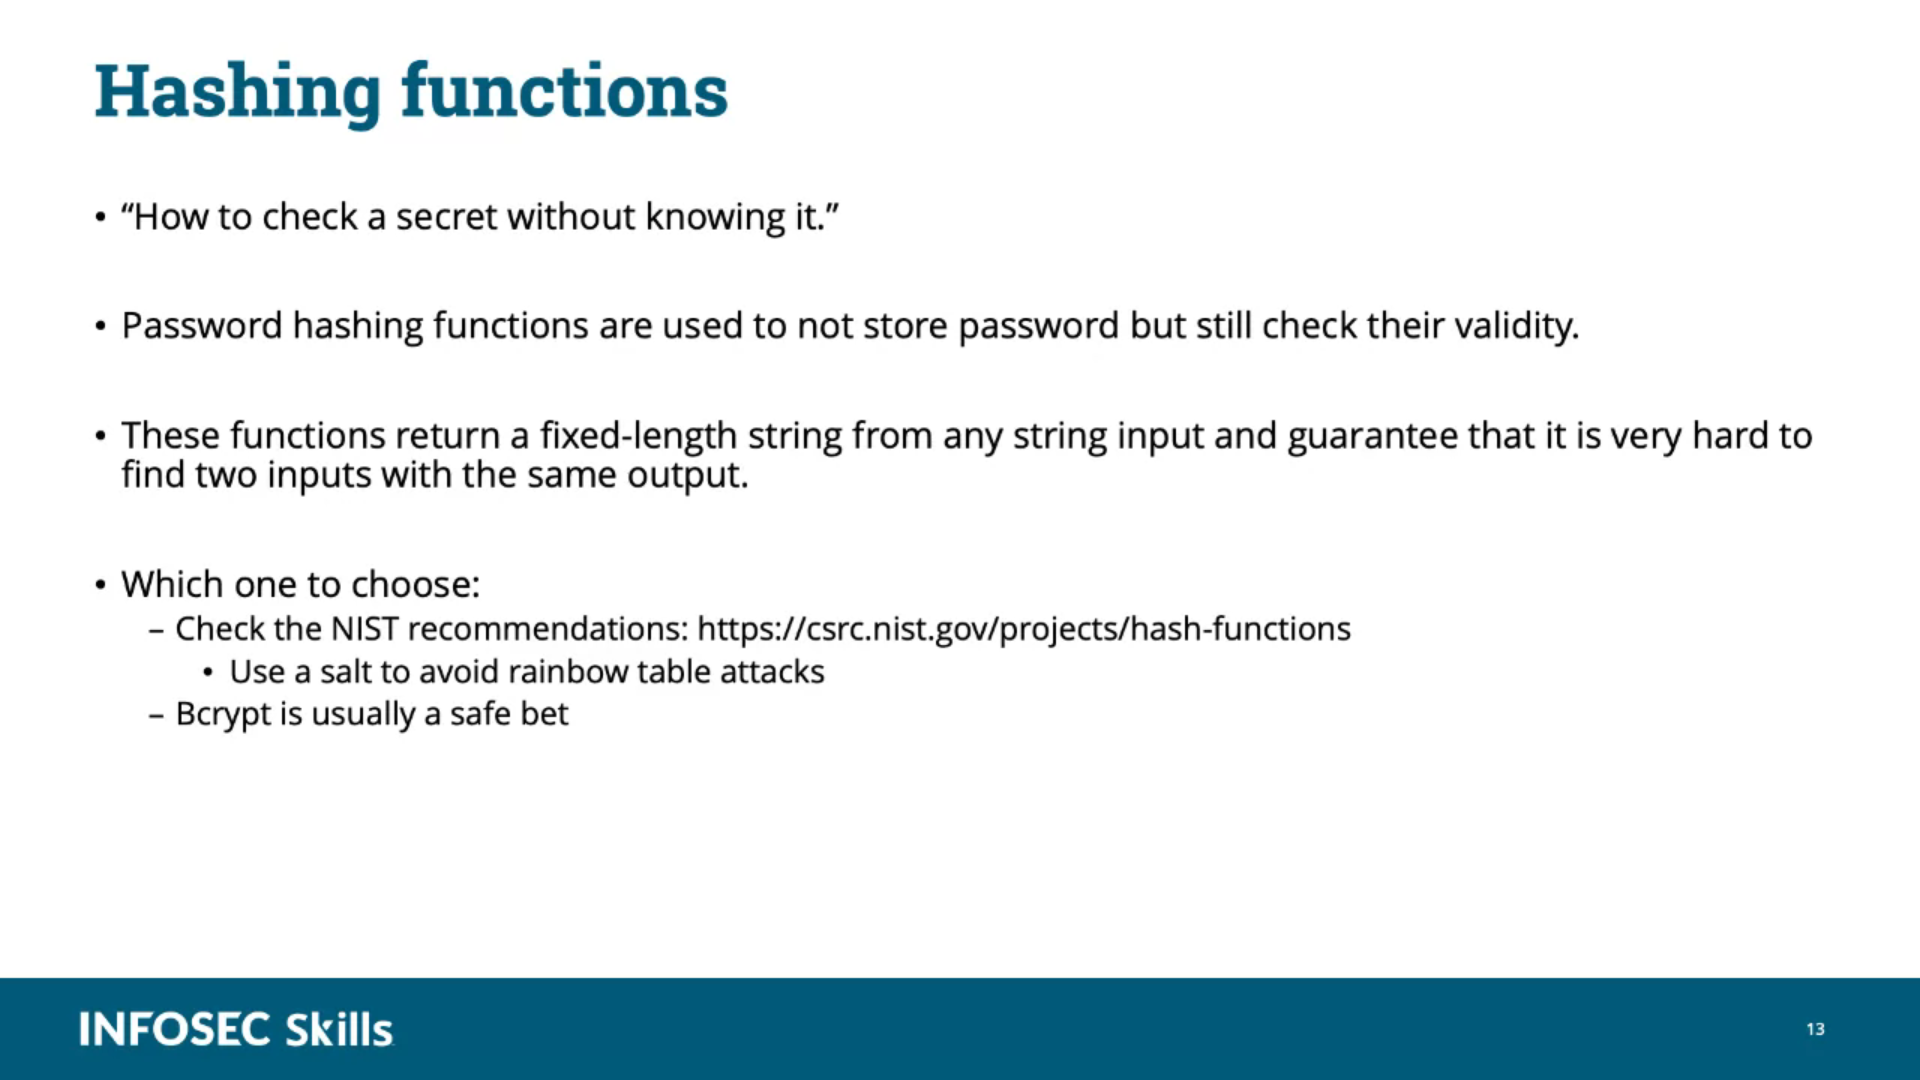 Hashing functions
• “How to check a secret without knowing it.”
• Password hashing functions are used to not store password but still check their validity.
• These functions return a fixed-length string from any string input and guarantee that it is very hard to
find two inputs with the same output.
• Which one to choose:
– Check the NIST recommendations: https://csrc.nist.gov/projects/hash-functions
• Use a salt to avoid rainbow table attacks
– Bcrypt is usually a safe bet
INFOSEC Skills
13